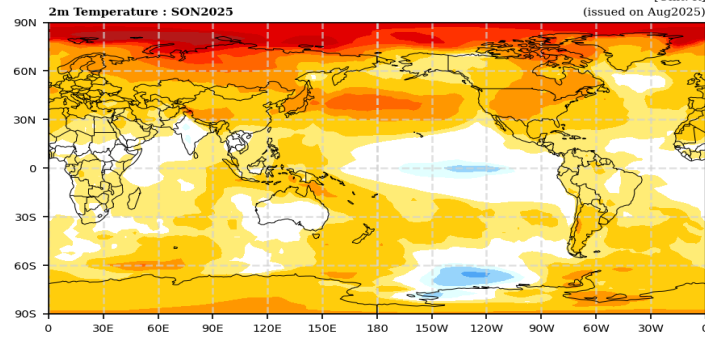 2m Temperature : SON2025
(issued on Aug2025)
90N
60N
30N
0
30S
60S
90S
0 30E 60E 90E 120E 150E 180 150W 120W 90W 60W 30W 0